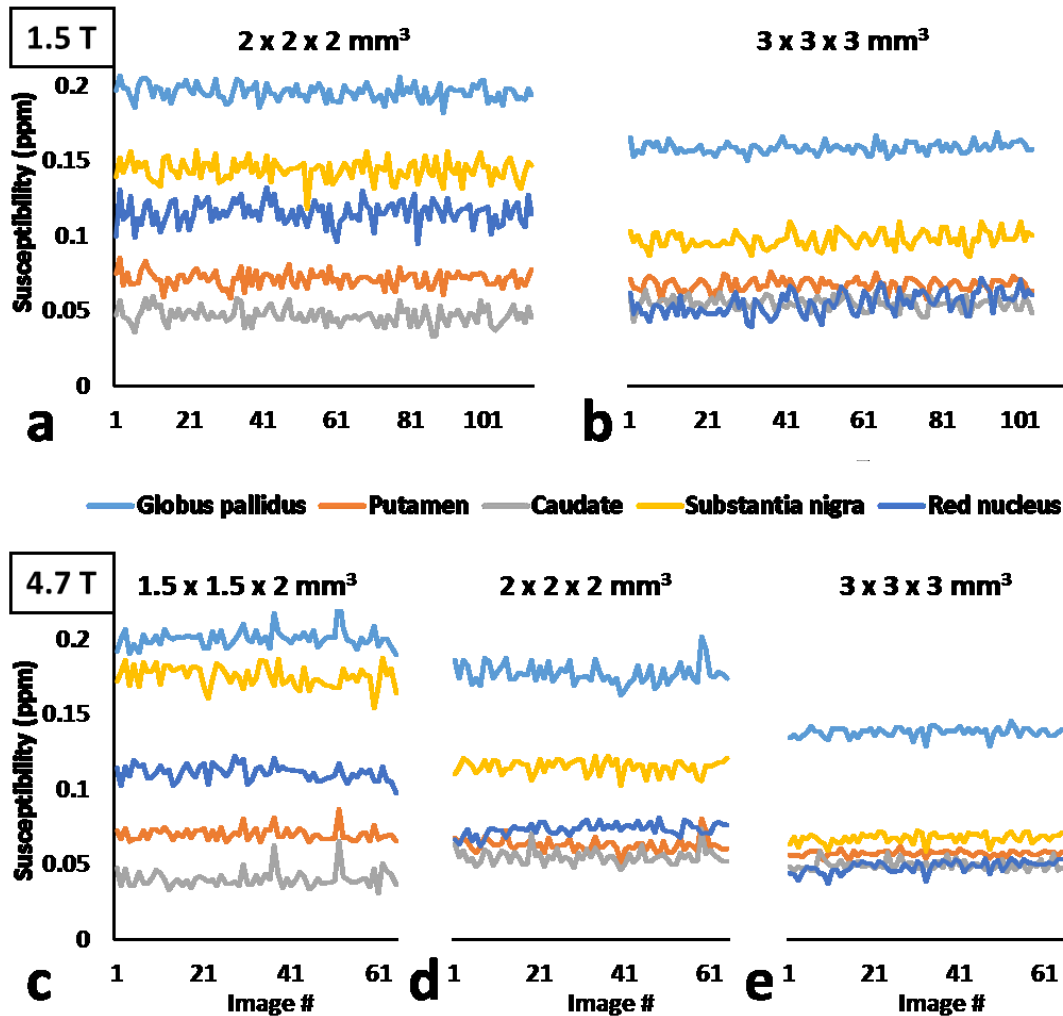 1.5 T
2 x 2 x 2 mm³
3 x 3 x 3 mm³
Susceptibility (ppm)
0.2
0.15
0.1
0.05
0
1 21 41 61 81 101
1 21 41 61 81 101
a
b
Globus pallidus Putamen Caudate Substantia nigra Red nucleus
4.7 T
1.5 x 1.5 x 2 mm³
2 x 2 x 2 mm³
3 x 3 x 3 mm³
Susceptibility (ppm)
0.2
0.15
0.1
0.05
0
1 21 41 61
1 21 41 61
1 21 41 61
c
Image #
d
Image #
e
Image #